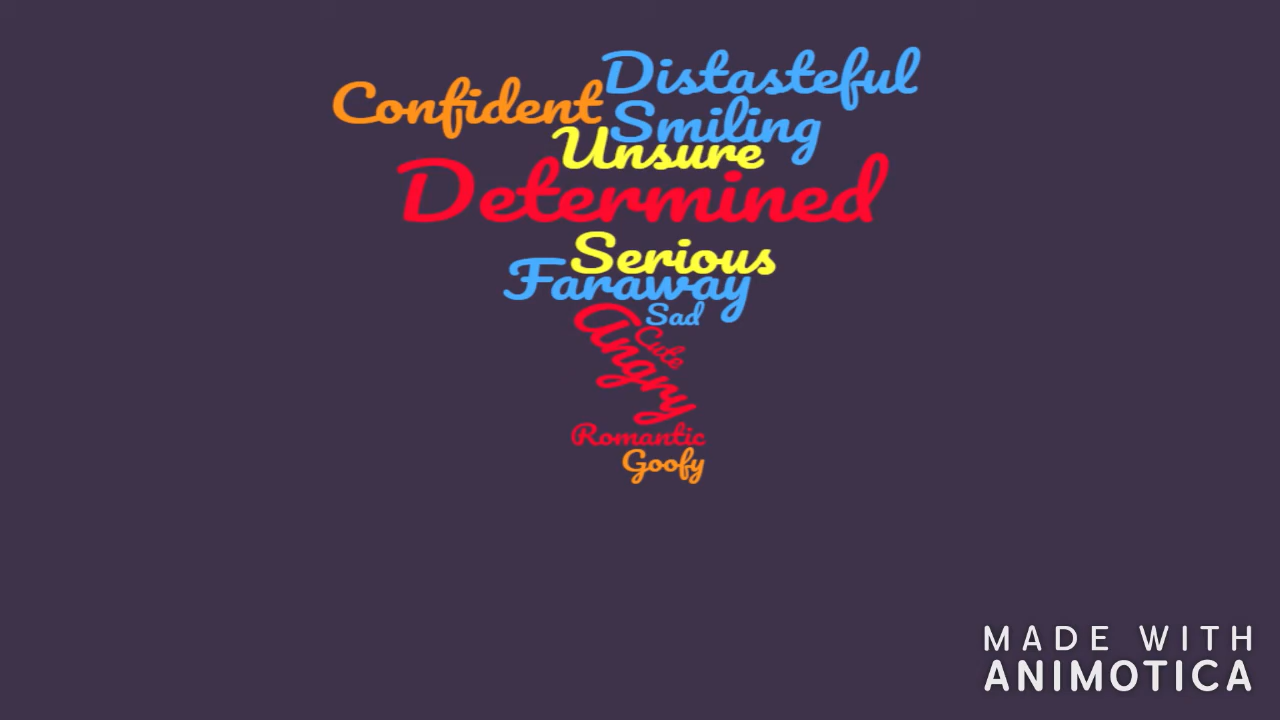 Distasteful
Confident
Smiling
Unsure
Determined
Serious
Faraway
Sad
Angry
Cute
Romantic
Goofy
MADE WITH
ANIMOTICA